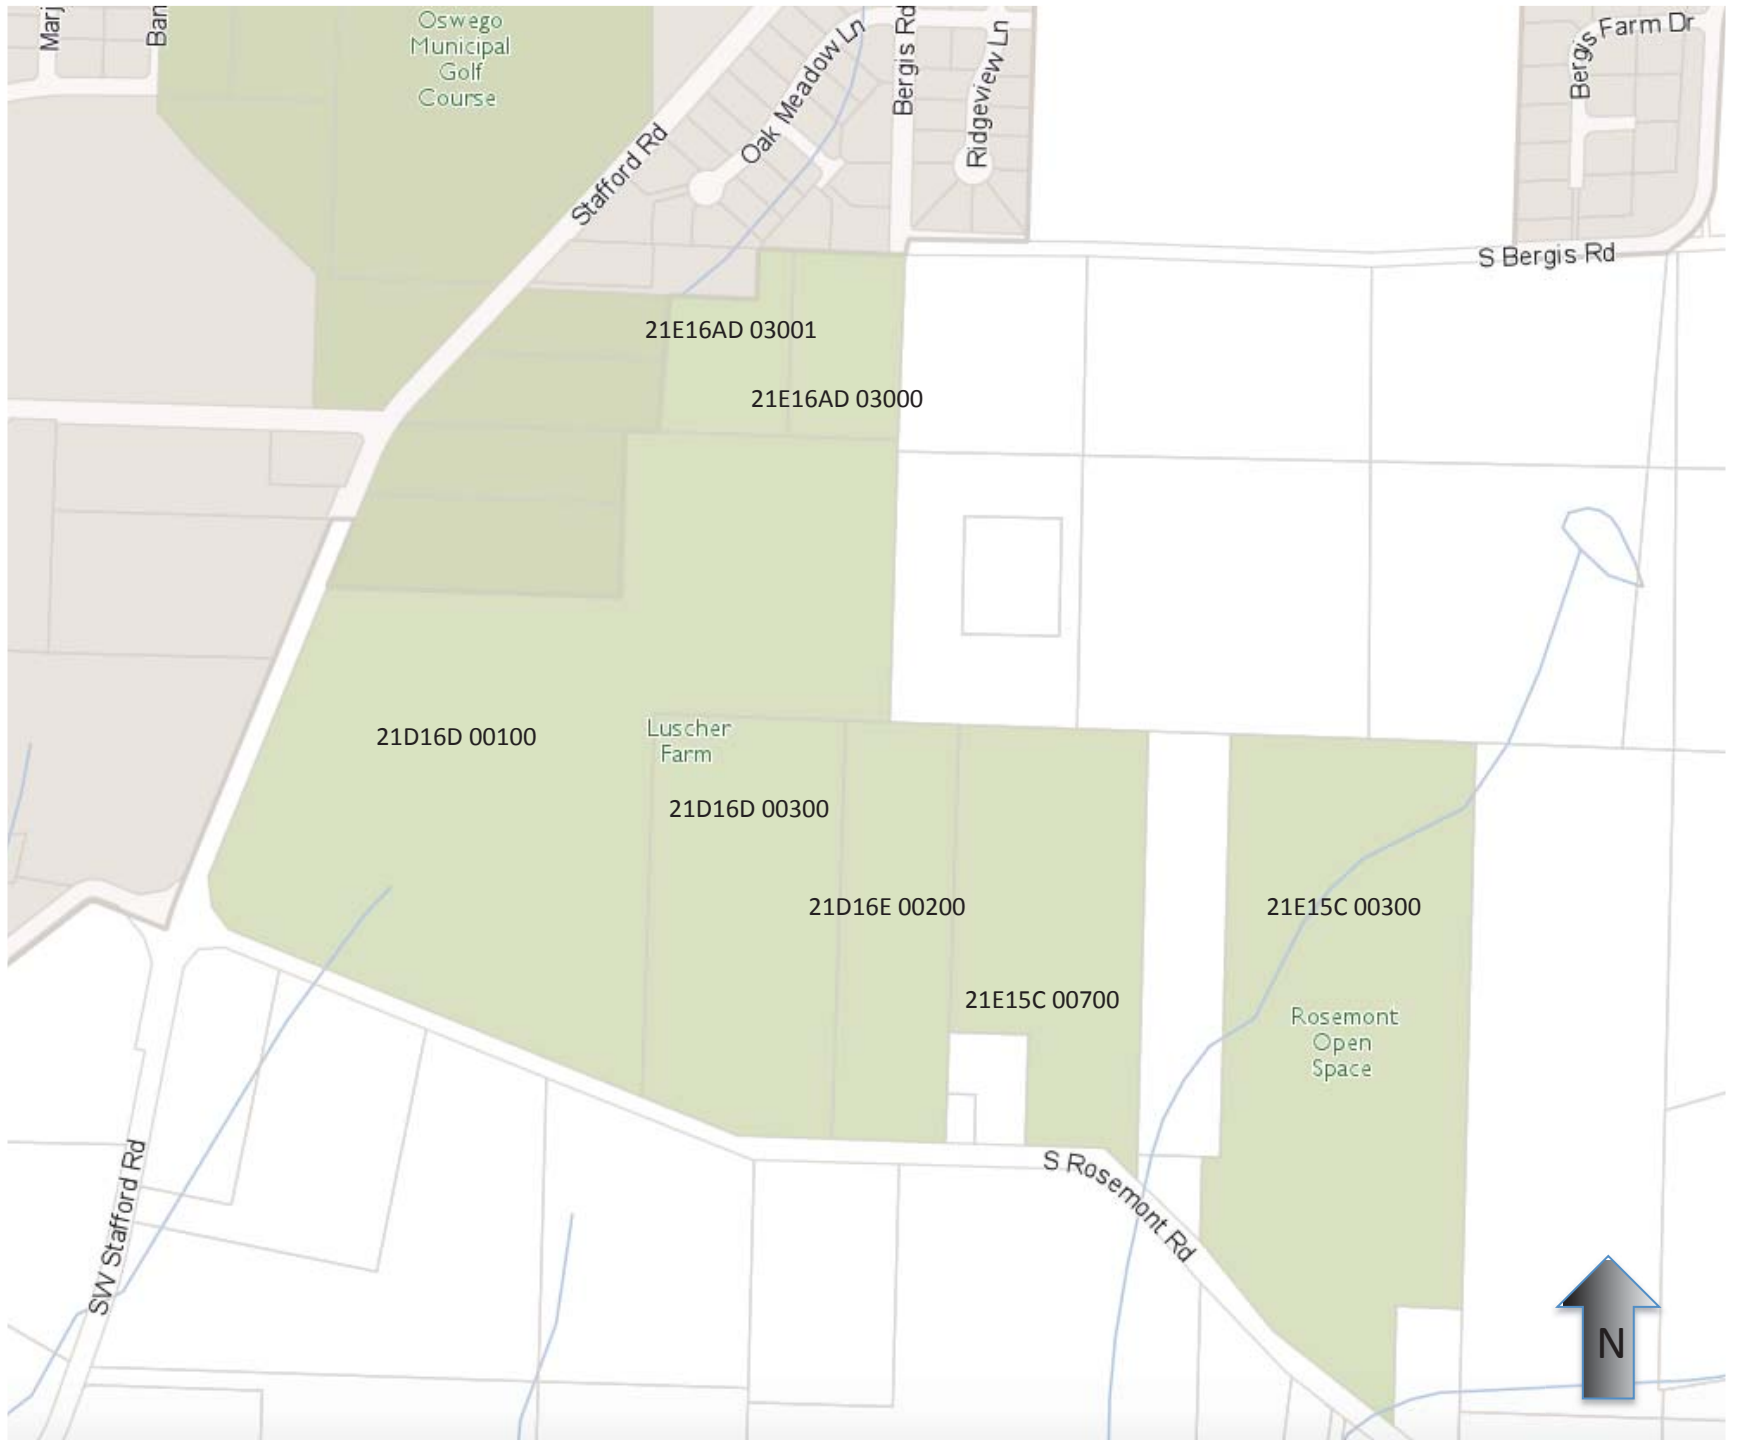 Marj
Ban
Oswego
Municipal
Golf
Course
Stafford Rd
Oak Meadow Ln
Bergis Rd
Ridgeview Ln
Bergis Farm Dr
S Bergis Rd
21E16AD 03001
21E16AD 03000
21D16D 00100
Luscher
Farm
21D16D 00300
21D16E 00200
21E15C 00300
21E15C 00700
Rosemont
Open
Space
SW Stafford Rd
S Rosemont Rd
N